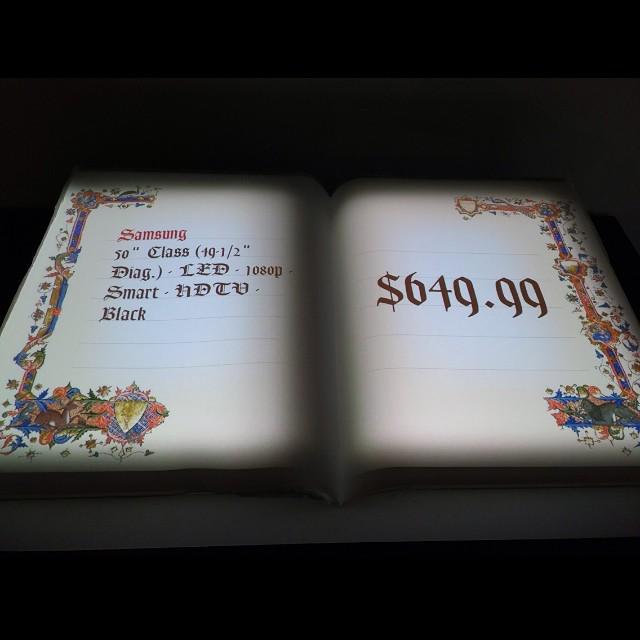 Samsung
50" Class (49-1/2"
Diag.) - LED - 1080p -
Smart - HDTV -
Black
$649.99